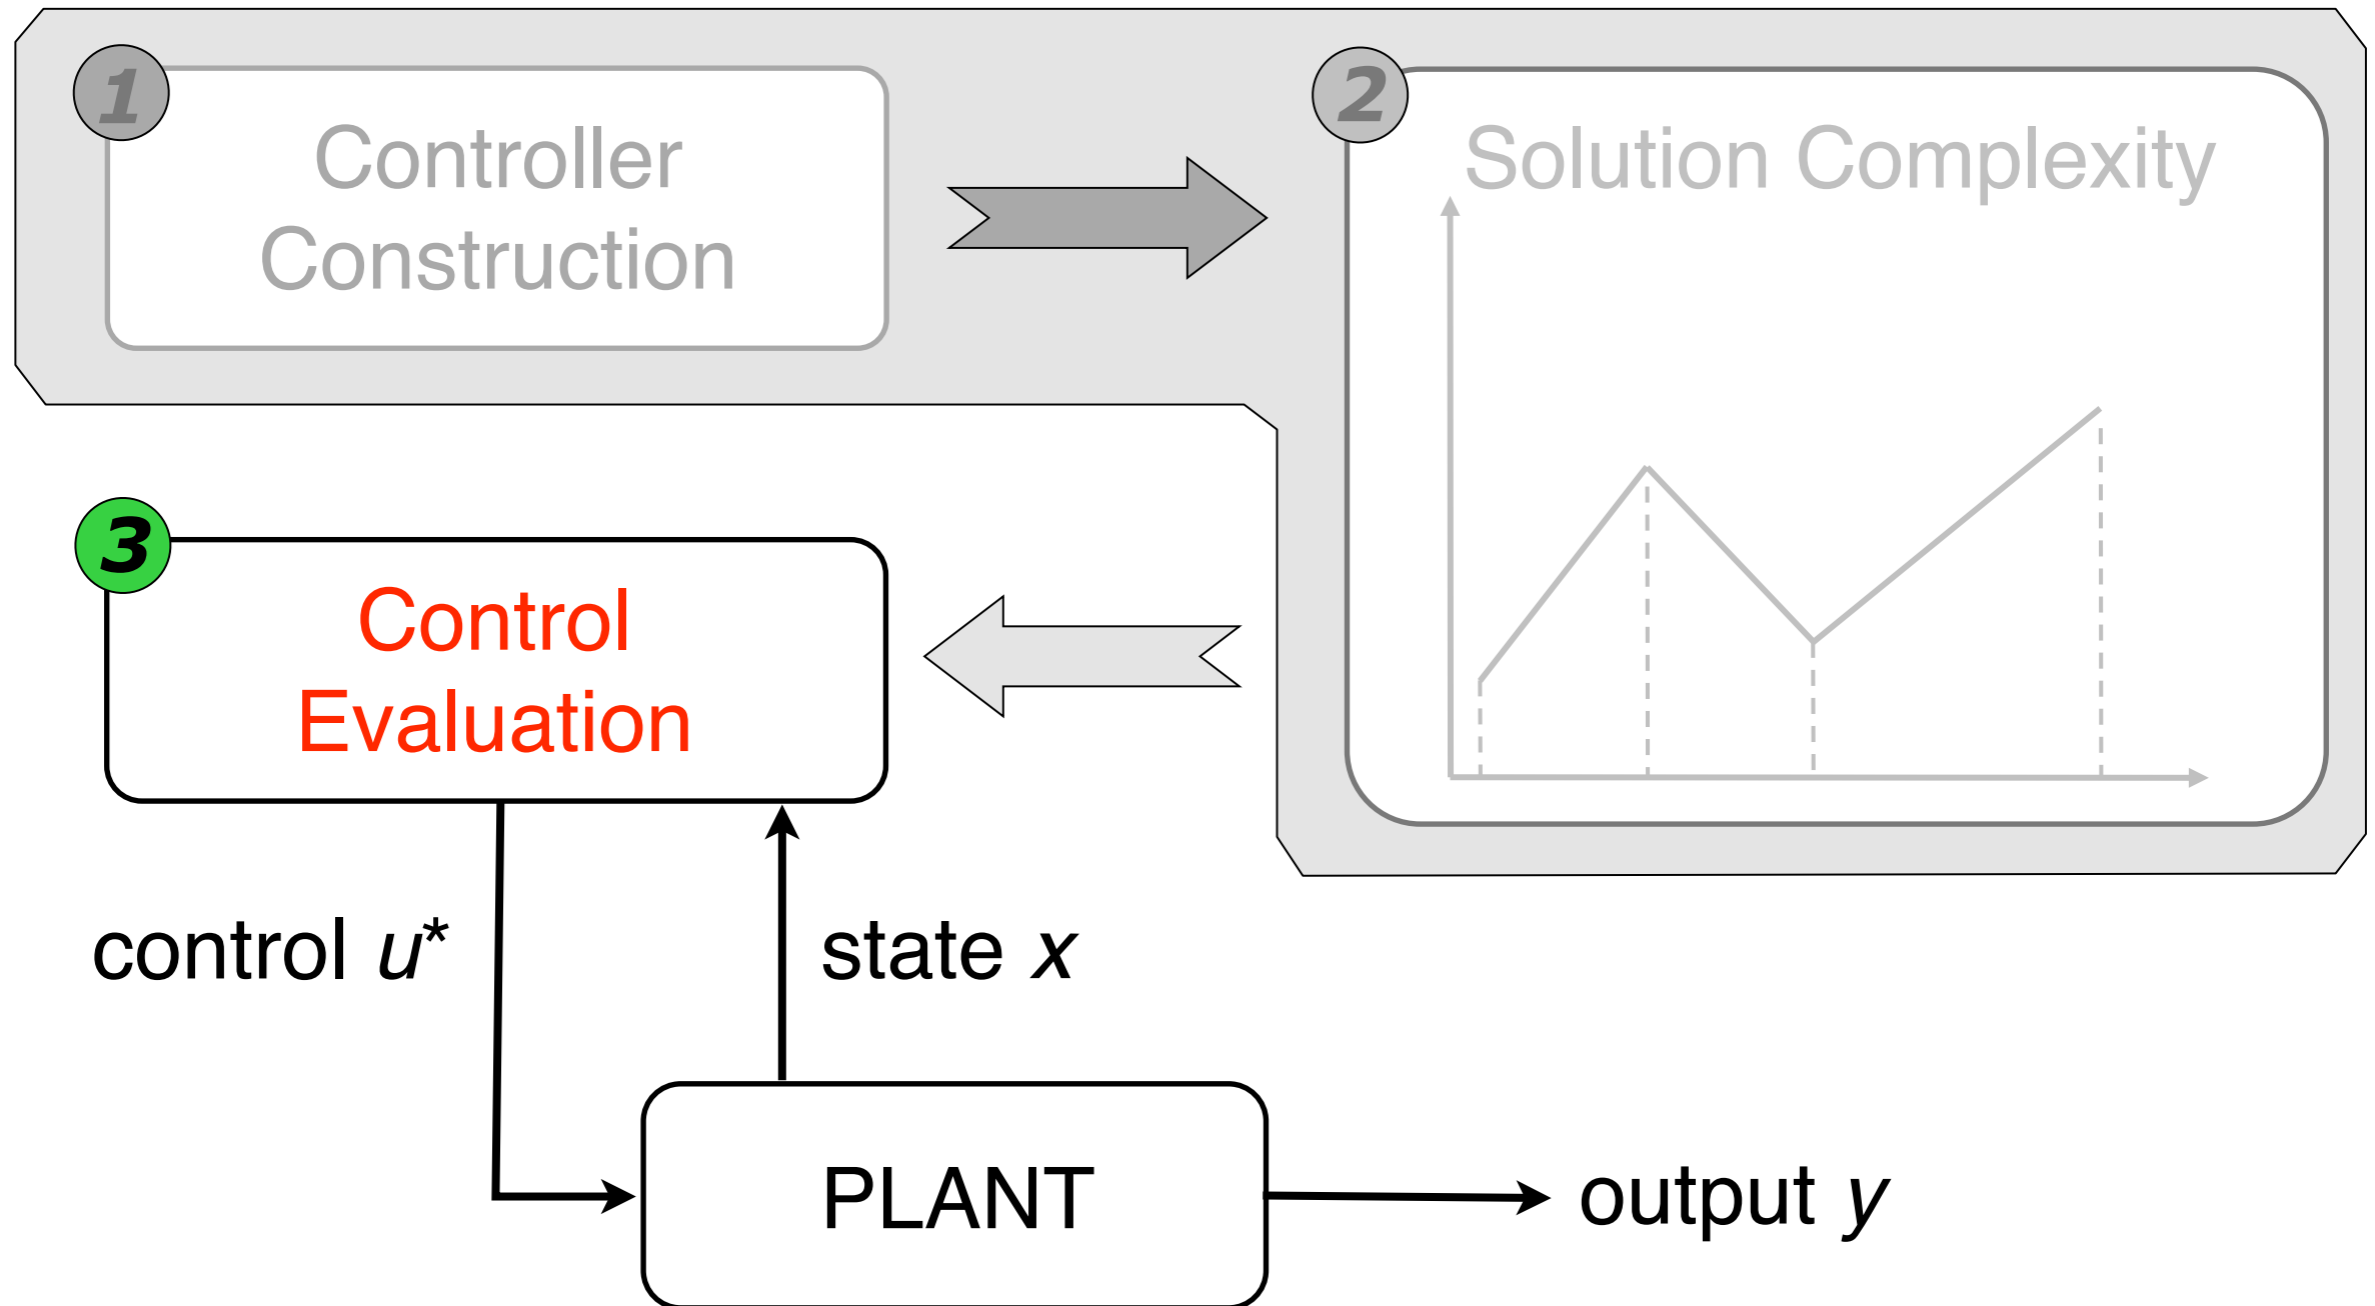 1
Controller
Construction
2
Solution Complexity
3
Control
Evaluation
control u*
state x
PLANT
output y